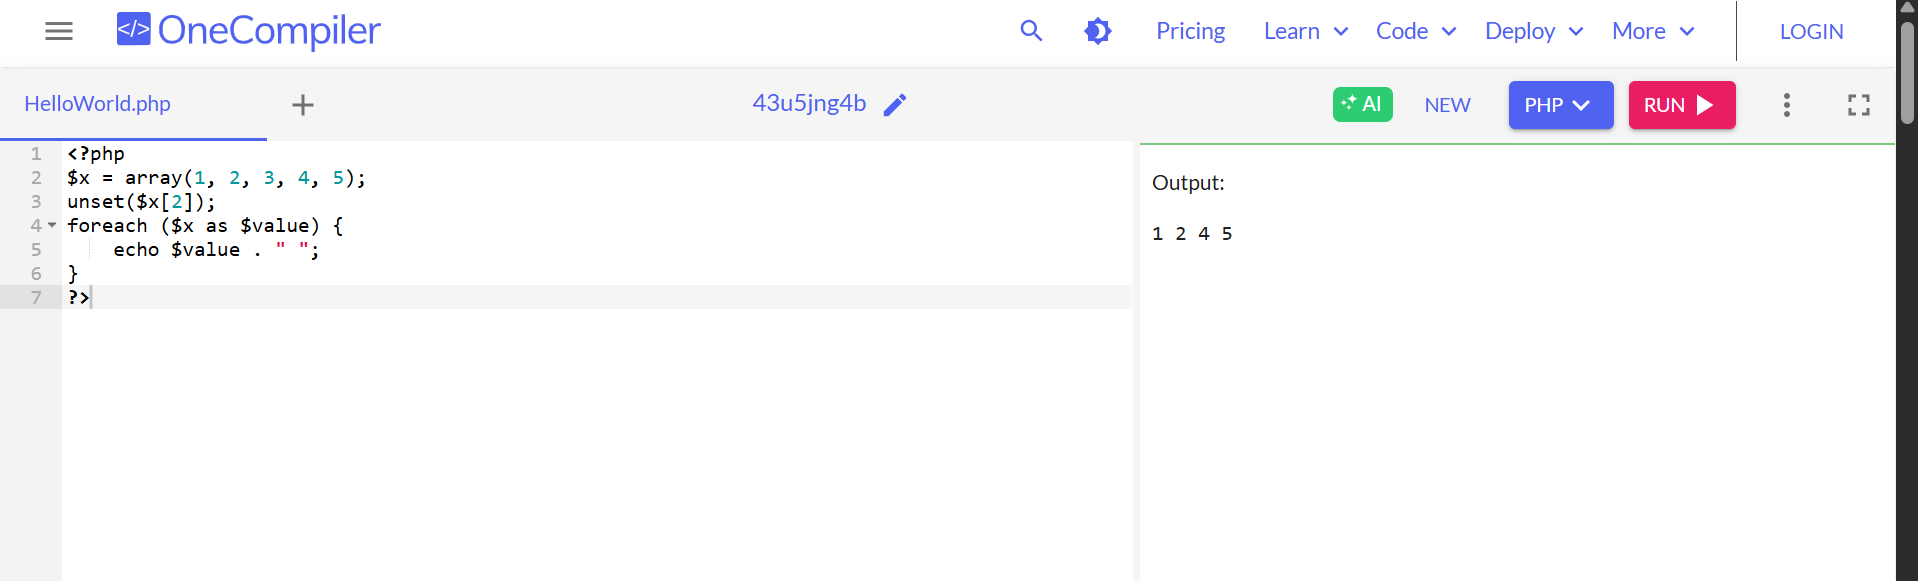 </> OneCompiler
Pricing Learn Code Deploy More LOGIN
HelloWorld.php + 43u5jng4b AI NEW PHP RUN
1 <?php
2 $x = array(1, 2, 3, 4, 5);
3 unset($x[2]);
4 foreach ($x as $value) {
5     echo $value . " ";
6 }
7 ?>
Output:
1 2 4 5